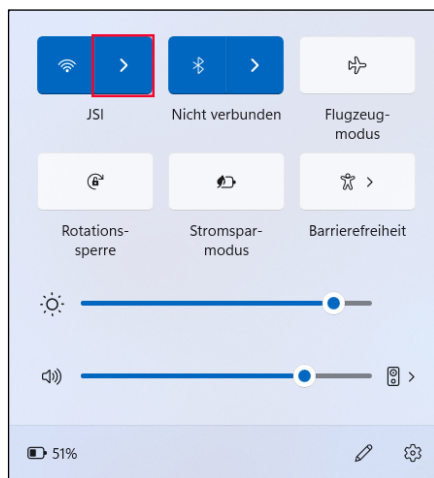 JSI
Nicht verbunden
Flugzeug-
modus
Rotations-
sperre
Stromspar-
modus
Barrierefreiheit
51%